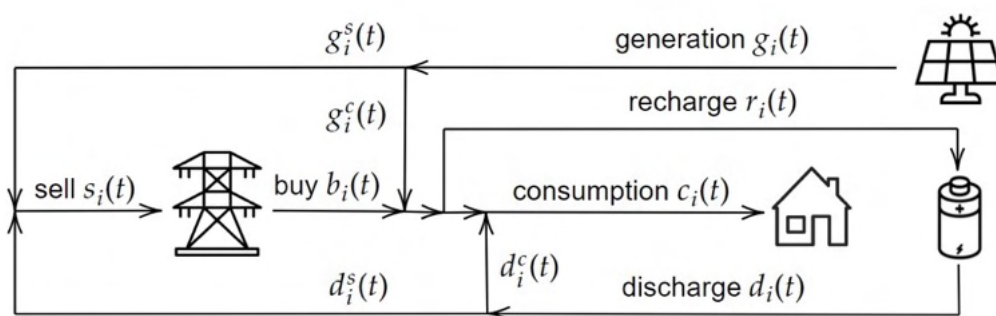 g_i^s(t)
generation g_i(t)
recharge r_i(t)
g_i^c(t)
sell s_i(t)
buy b_i(t)
consumption c_i(t)
d_i^c(t)
d_i^s(t)
discharge d_i(t)